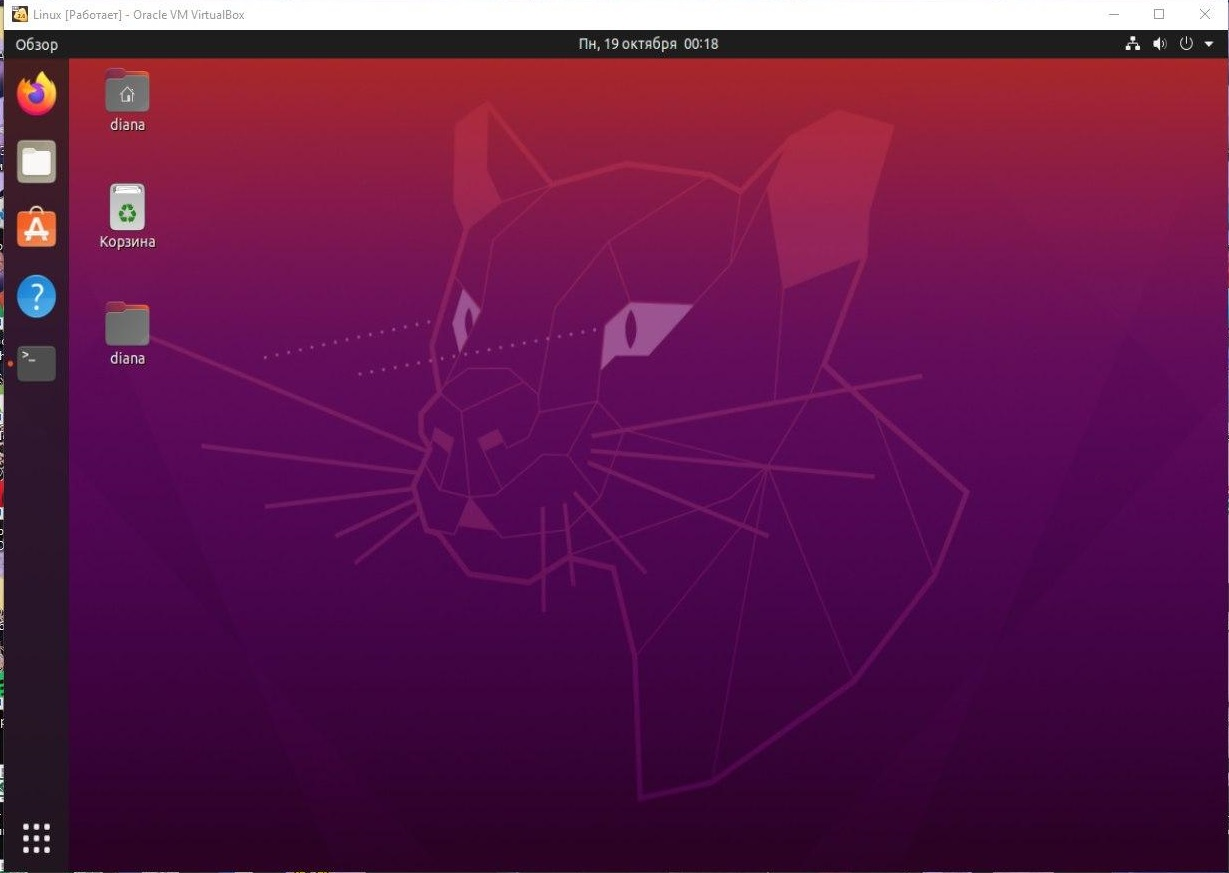 Linux [Работает] - Oracle VM VirtualBox
Обзор
Пн, 19 октября 00:18
diana
Корзина
diana